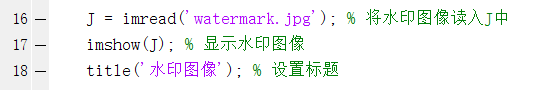 16 — J = imread('watermark.jpg'); % 将水印图像读入J中
17 — imshow(J); % 显示水印图像
18 — title('水印图像'); % 设置标题